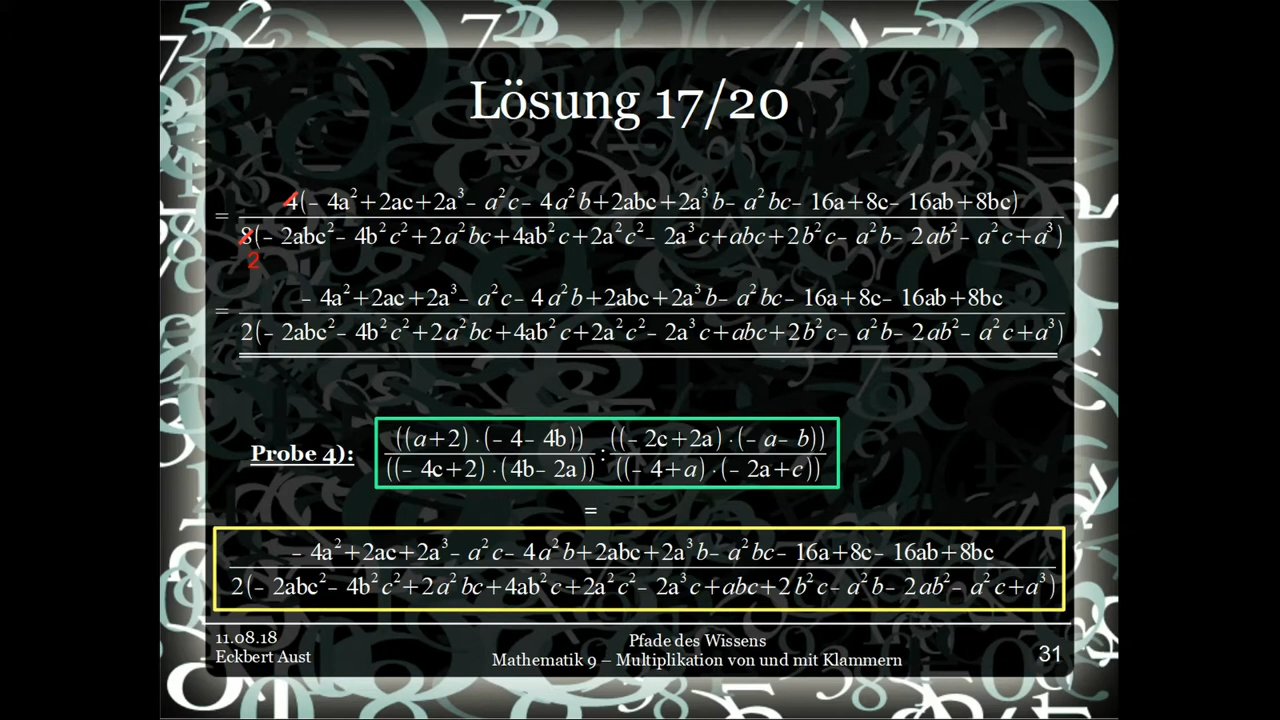 Lösung 17/20
= 4(– 4a²+2ac+2a³– a²c– 4a²b+2abc+2a³b– a²bc– 16a+8c– 16ab+8bc)
8(– 2abc²– 4b²c²+2a²bc+4ab²c+2a²c²– 2a³c+abc+2b²c– a²b– 2ab²– a²c+a³)
2
= – 4a²+2ac+2a³– a²c– 4a²b+2abc+2a³b– a²bc– 16a+8c– 16ab+8bc
2(– 2abc²– 4b²c²+2a²bc+4ab²c+2a²c²– 2a³c+abc+2b²c– a²b– 2ab²– a²c+a³)
Probe 4): ((a+2)·(– 4– 4b)) : ((– 2c+2a)·(– a– b))
((– 4c+2)·(4b– 2a)) ((– 4+a)·(– 2a+c))
=
– 4a²+2ac+2a³– a²c– 4a²b+2abc+2a³b– a²bc– 16a+8c– 16ab+8bc
2(– 2abc²– 4b²c²+2a²bc+4ab²c+2a²c²– 2a³c+abc+2b²c– a²b– 2ab²– a²c+a³)
11.08.18
Eckbert Aust
Pfade des Wissens
Mathematik 9 – Multiplikation von und mit Klammern
31